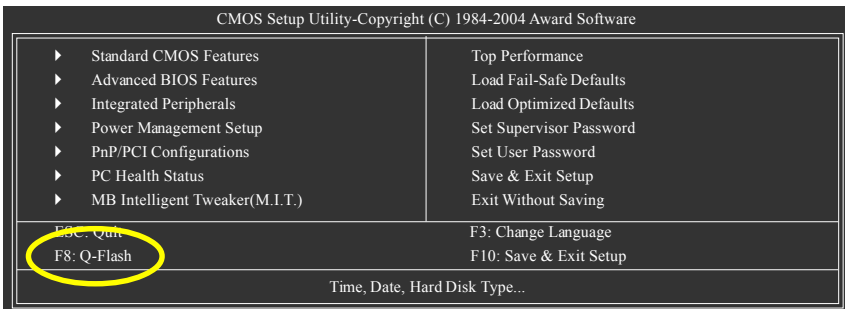 CMOS Setup Utility-Copyright (C) 1984-2004 Award Software
Standard CMOS Features
Advanced BIOS Features
Integrated Peripherals
Power Management Setup
PnP/PCI Configurations
PC Health Status
MB Intelligent Tweaker(M.I.T.)
Top Performance
Load Fail-Safe Defaults
Load Optimized Defaults
Set Supervisor Password
Set User Password
Save & Exit Setup
Exit Without Saving
ESC: Quit
F3: Change Language
F8: Q-Flash
F10: Save & Exit Setup
Time, Date, Hard Disk Type...